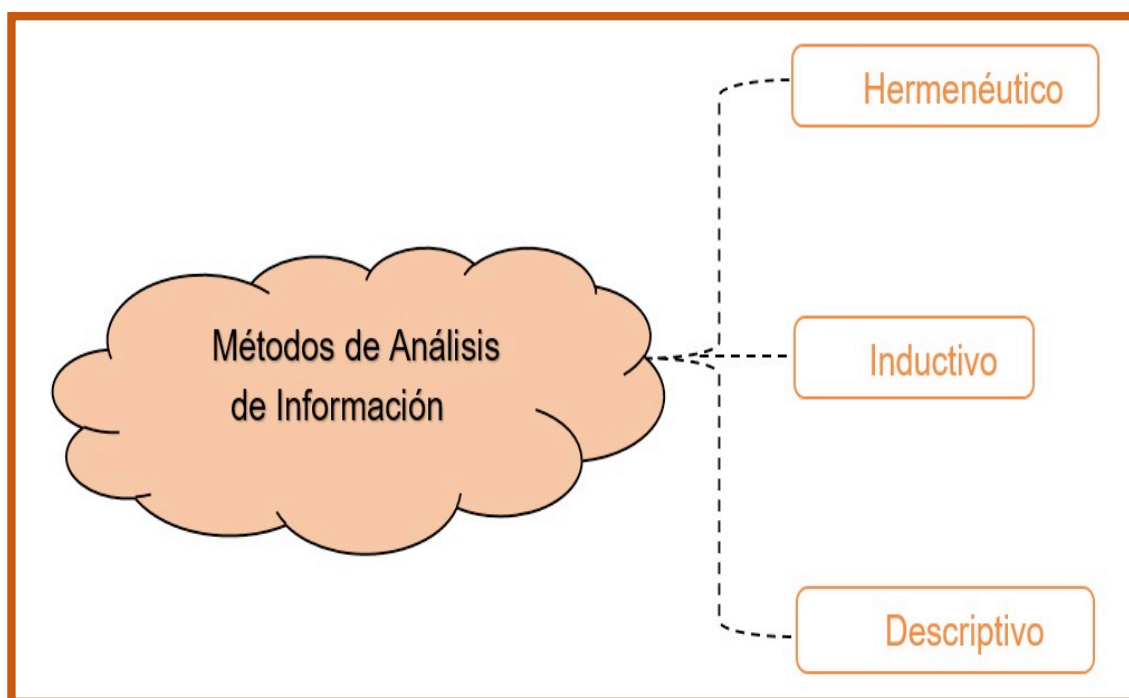 Hermenéutico
Métodos de Análisis
de Información
Inductivo
Descriptivo